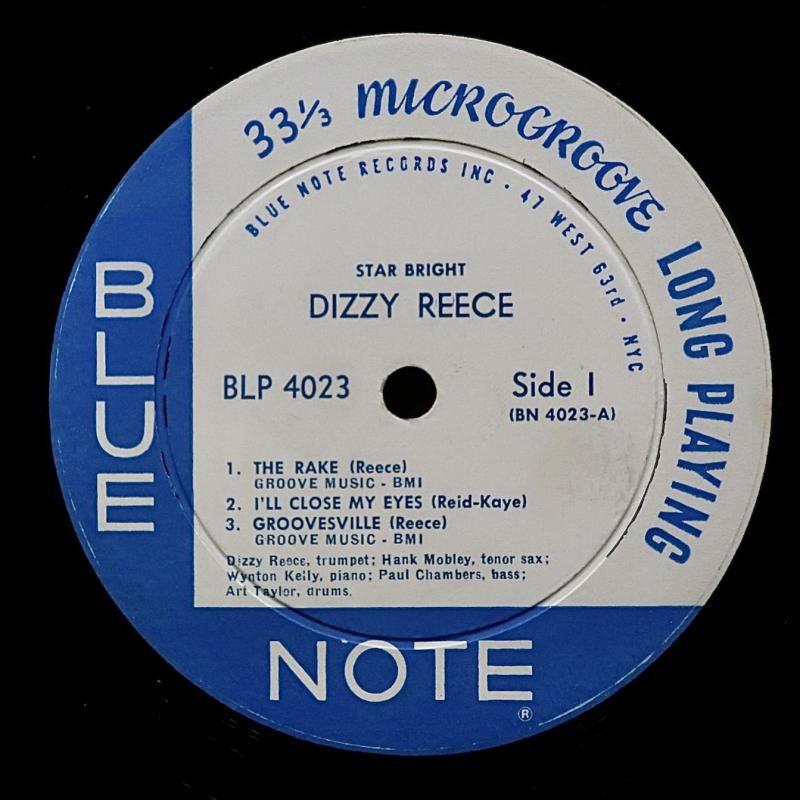 33⅓ MICROGROOVE LONG PLAYING
BLUE NOTE RECORDS INC · 47 WEST 63rd · NYC
BLUE
STAR BRIGHT
DIZZY REECE
BLP 4023
Side 1
(BN 4023-A)
1. THE RAKE (Reece)
GROOVE MUSIC - BMI
2. I'LL CLOSE MY EYES (Reid-Kaye)
3. GROOVESVILLE (Reece)
GROOVE MUSIC - BMI
Dizzy Reece, trumpet; Hank Mobley, tenor sax;
Wynton Kelly, piano; Paul Chambers, bass;
Art Taylor, drums.
NOTE
®